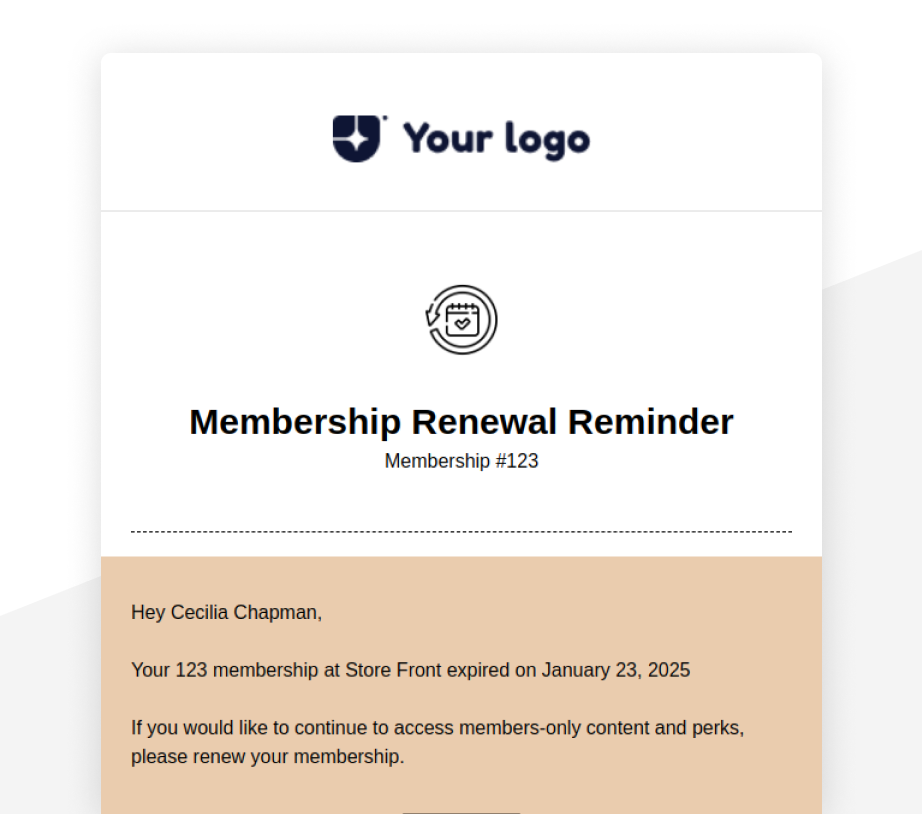 Your logo
Membership Renewal Reminder
Membership #123
Hey Cecilia Chapman,
Your 123 membership at Store Front expired on January 23, 2025
If you would like to continue to access members-only content and perks,
please renew your membership.